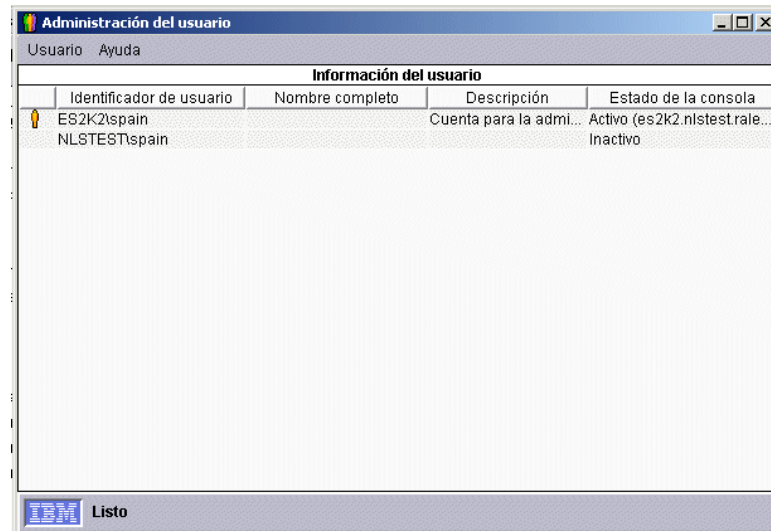 Administración del usuario
Usuario Ayuda
Información del usuario
Identificador de usuario Nombre completo Descripción Estado de la consola
ES2K2\spain Cuenta para la admi... Activo (es2k2.nlstest.rale...
NLSTEST\spain Inactivo
IBM Listo